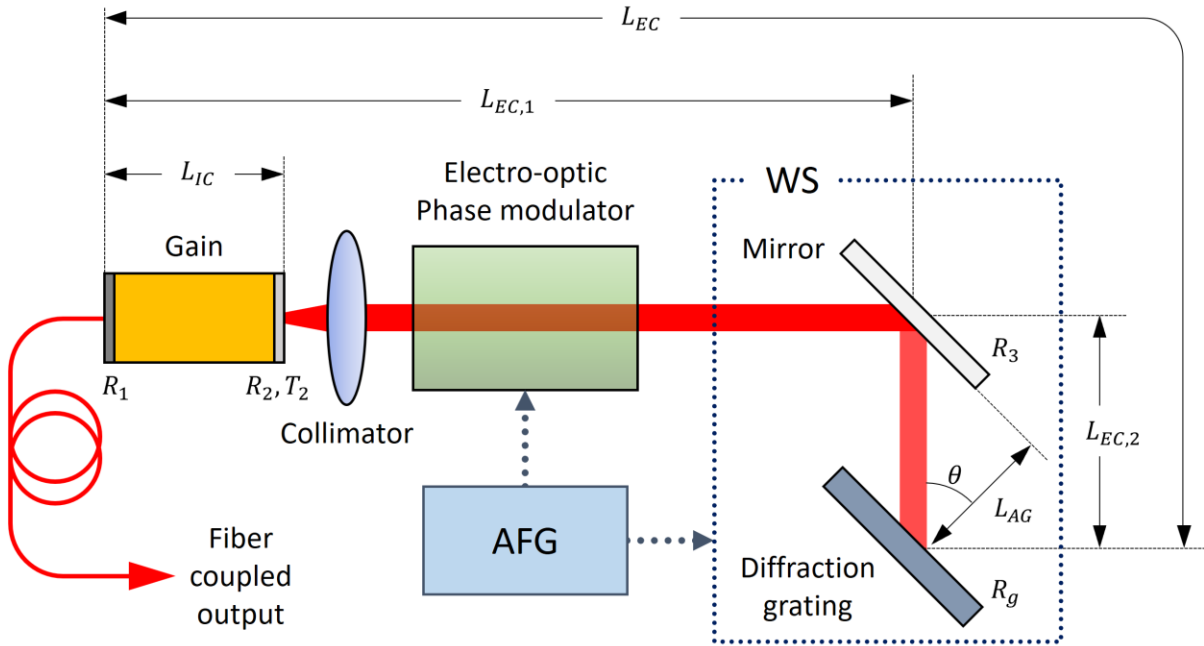 L_EC
L_EC,1
L_IC
Electro-optic
Phase modulator
WS
Gain
Mirror
R_1
R_2, T_2
Collimator
R_3
L_EC,2
θ
L_AG
AFG
Fiber
coupled
output
Diffraction
grating
R_g